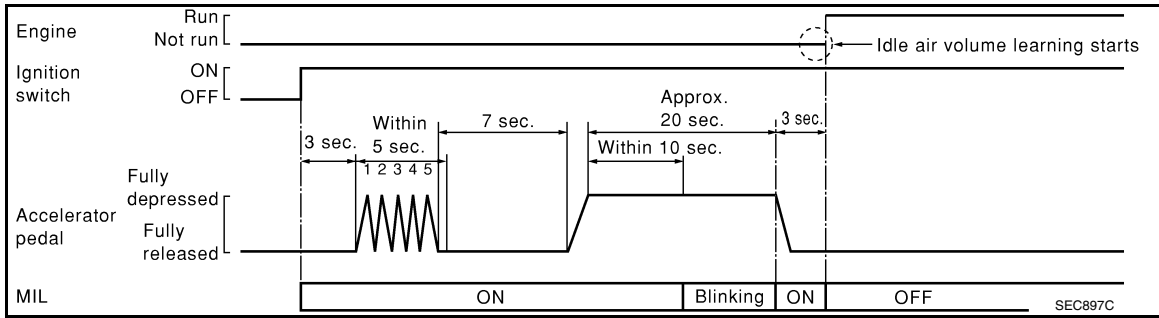 Engine
Run
Not run
Idle air volume learning starts
Ignition
switch
ON
OFF
3 sec.
Within
5 sec.
1 2 3 4 5
7 sec.
Approx.
20 sec.
Within 10 sec.
3 sec.
Accelerator
pedal
Fully
depressed
Fully
released
MIL
ON
Blinking
ON
OFF
SEC897C